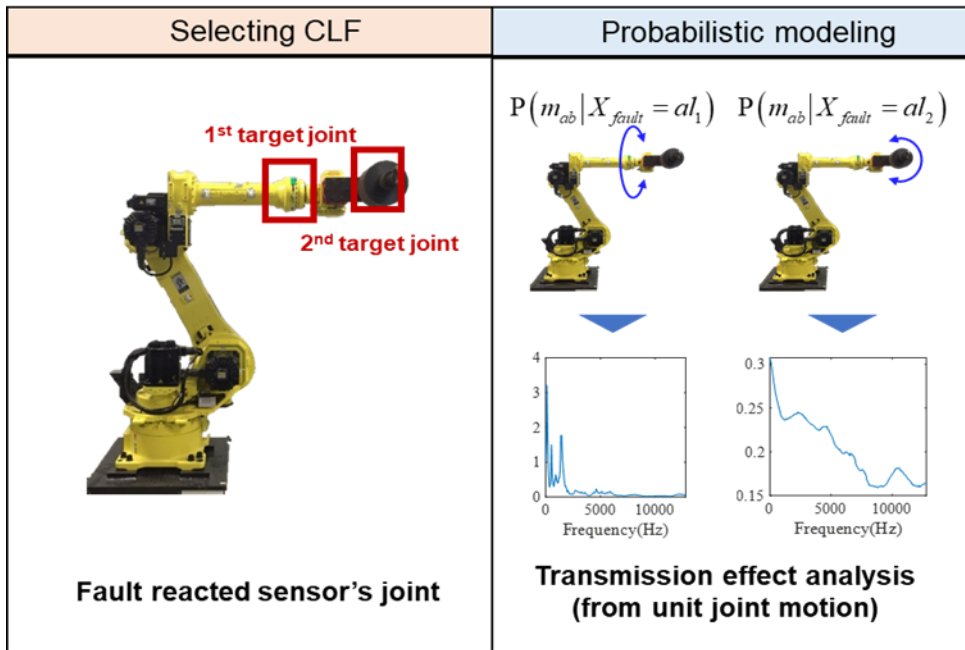 Selecting CLF
Probabilistic modeling
1st target joint
2nd target joint
P(m_ab|X_fault = al_1)
P(m_ab|X_fault = al_2)
4
3
2
1
0
0
5000
10000
Frequency(Hz)
0.3
0.25
0.2
0.15
0
5000
10000
Frequency(Hz)
Fault reacted sensor's joint
Transmission effect analysis
(from unit joint motion)